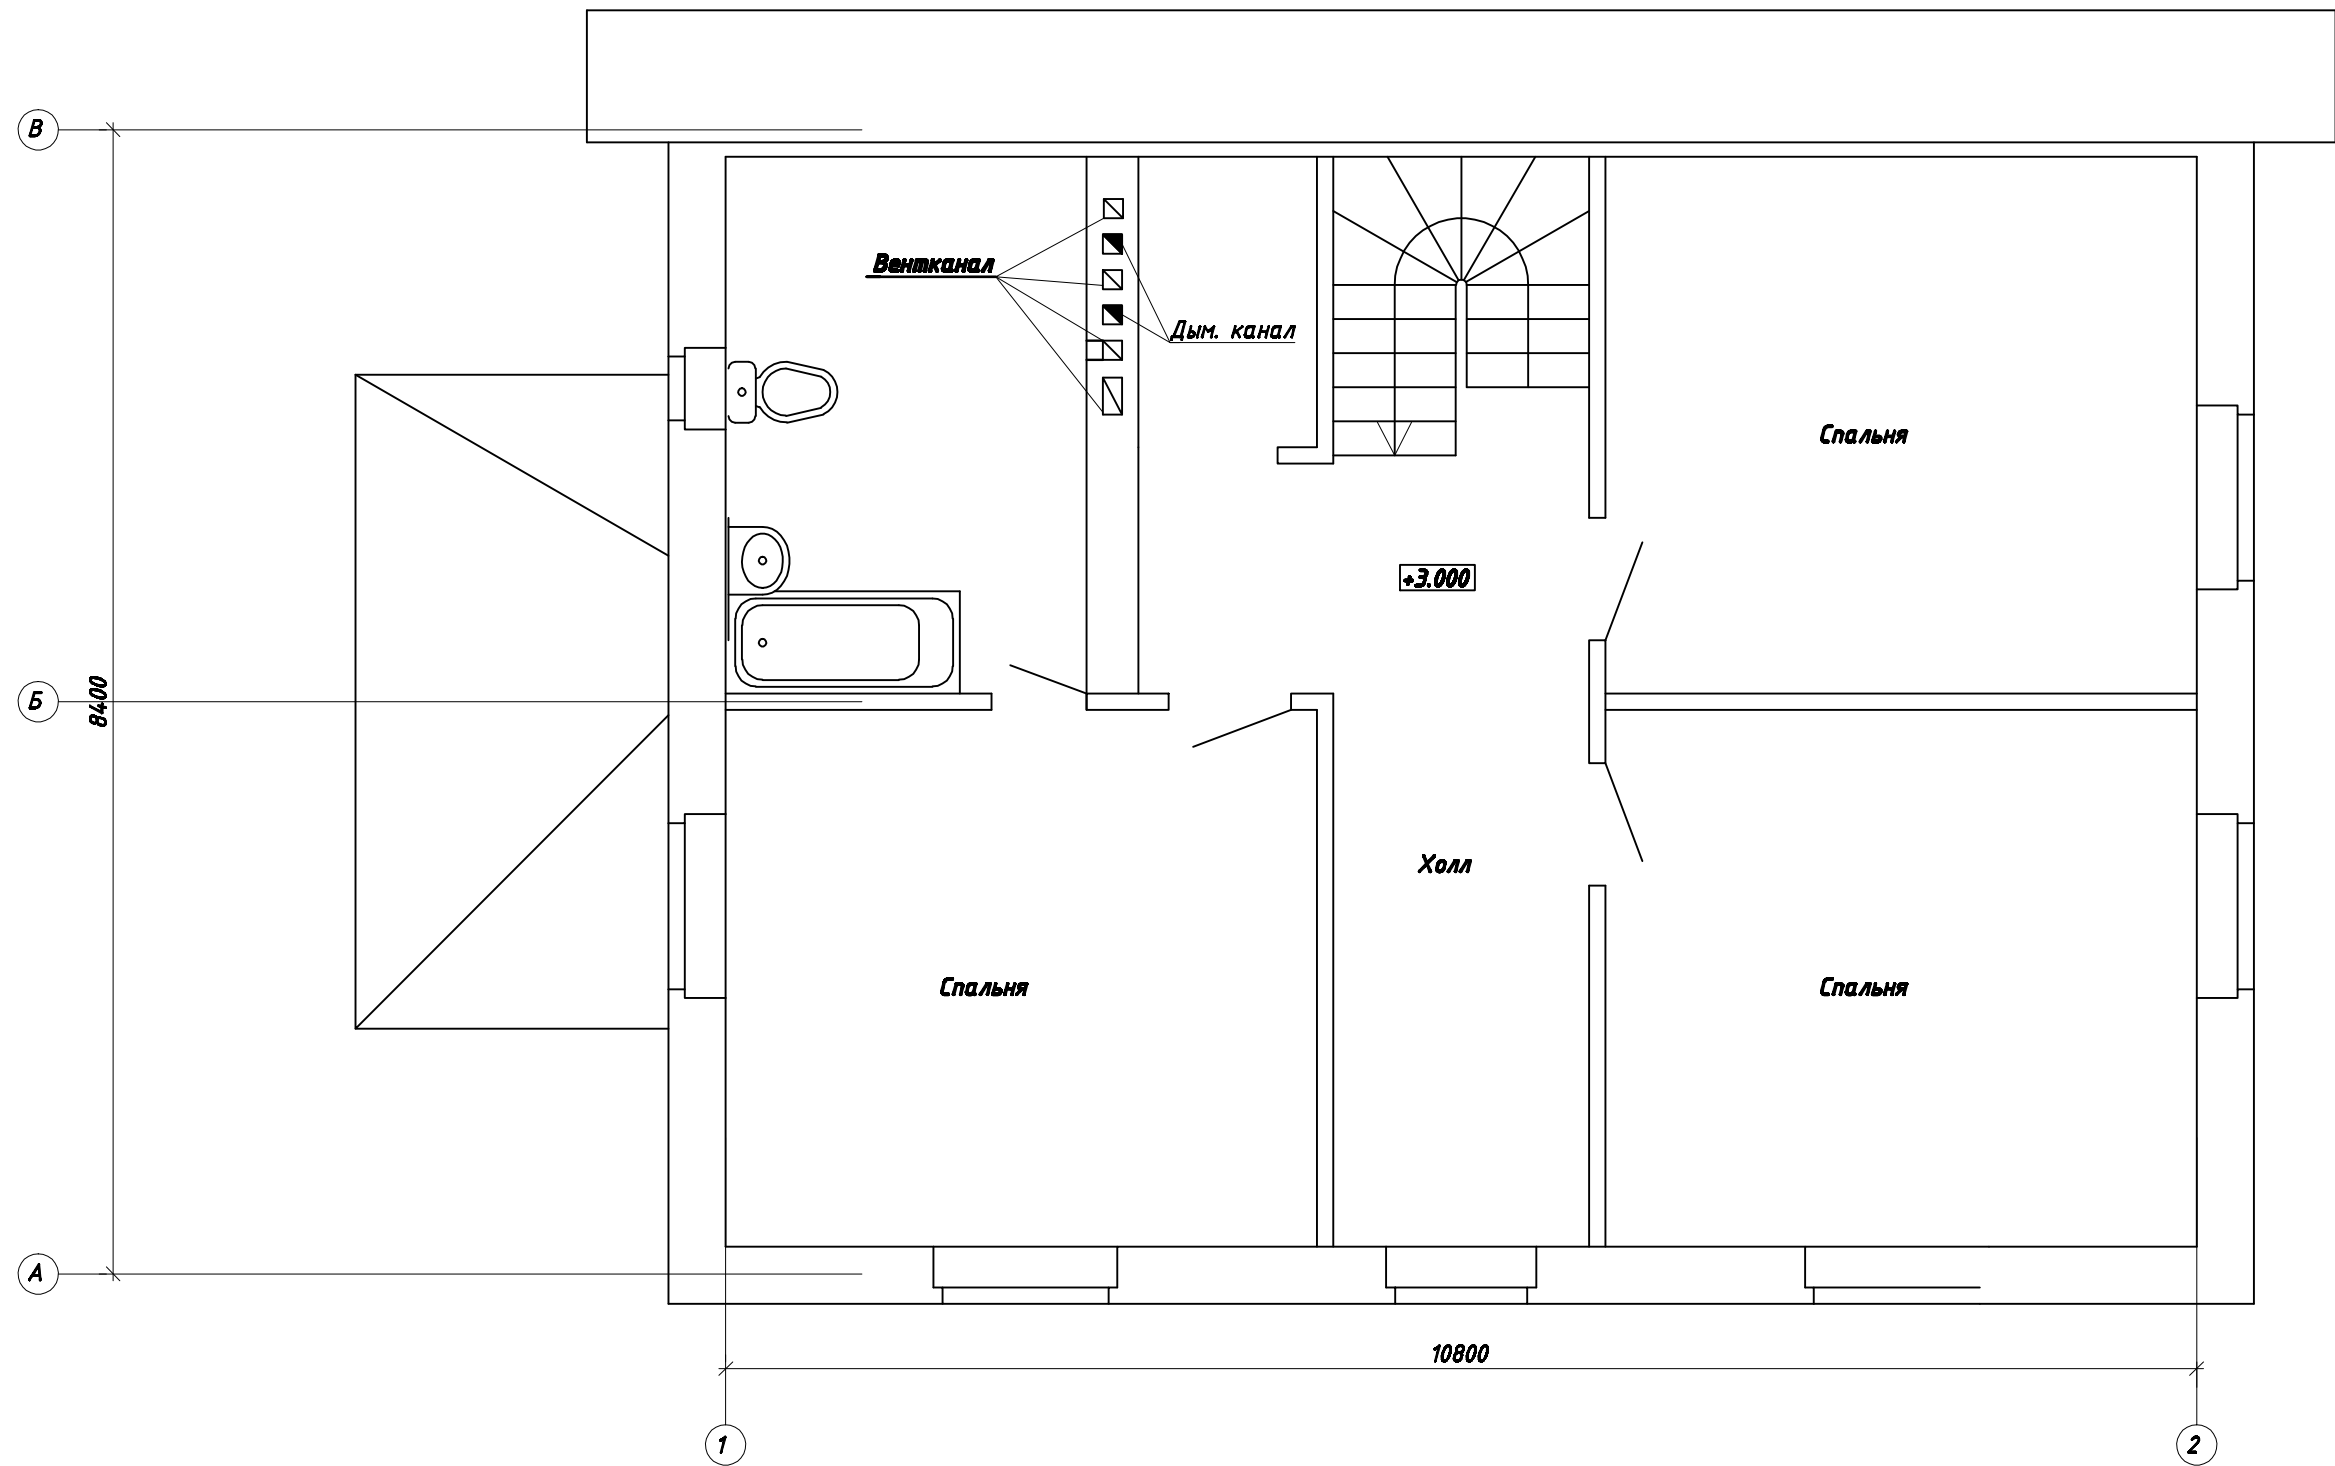 В
Вентканал
Дым. канал
Спальня
+3.000
Б
8400
Холл
Спальня
Спальня
А
10800
1
2